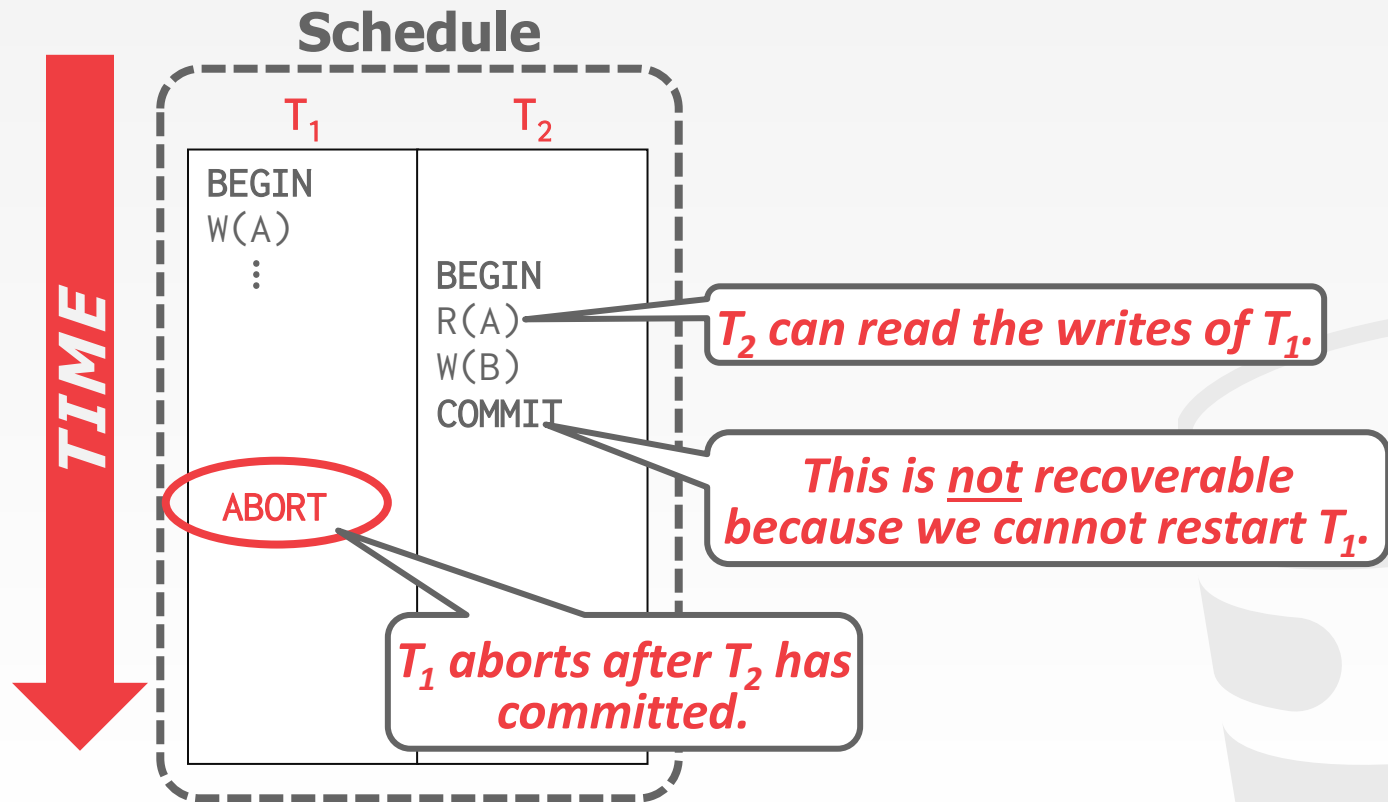 Schedule
TIME
T₁
T₂
BEGIN
W(A)
⋮
BEGIN
R(A)
W(B)
COMMIT
ABORT
T₂ can read the writes of T₁.
This is not recoverable
because we cannot restart T₁.
T₁ aborts after T₂ has
committed.